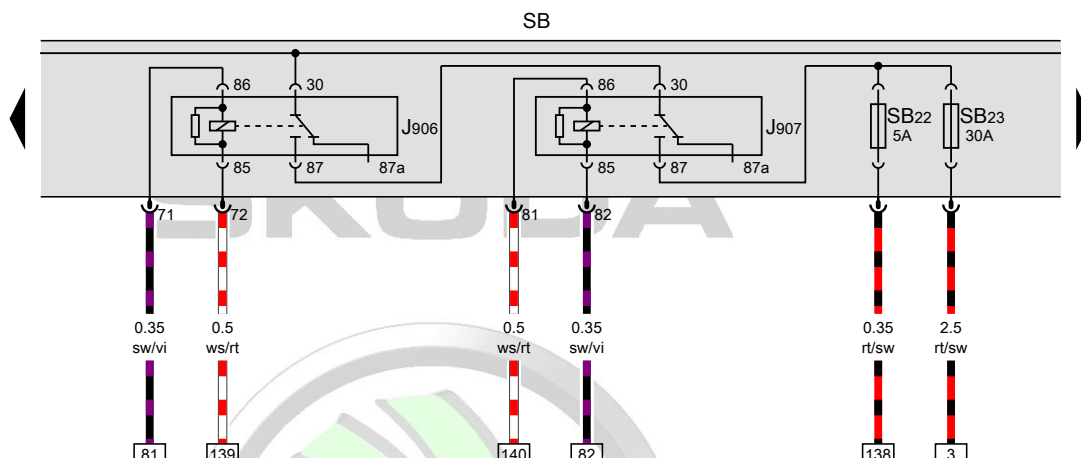 SB
86 30 86 30
J906 J907 SB22 SB23
5A 30A
85 87 87a 85 87 87a
71 72 81 82
SKODA
0.35 0.5 0.5 0.35 0.35 2.5
sw/vi ws/rt ws/rt sw/vi rt/sw rt/sw
81 139 140 82 138 3